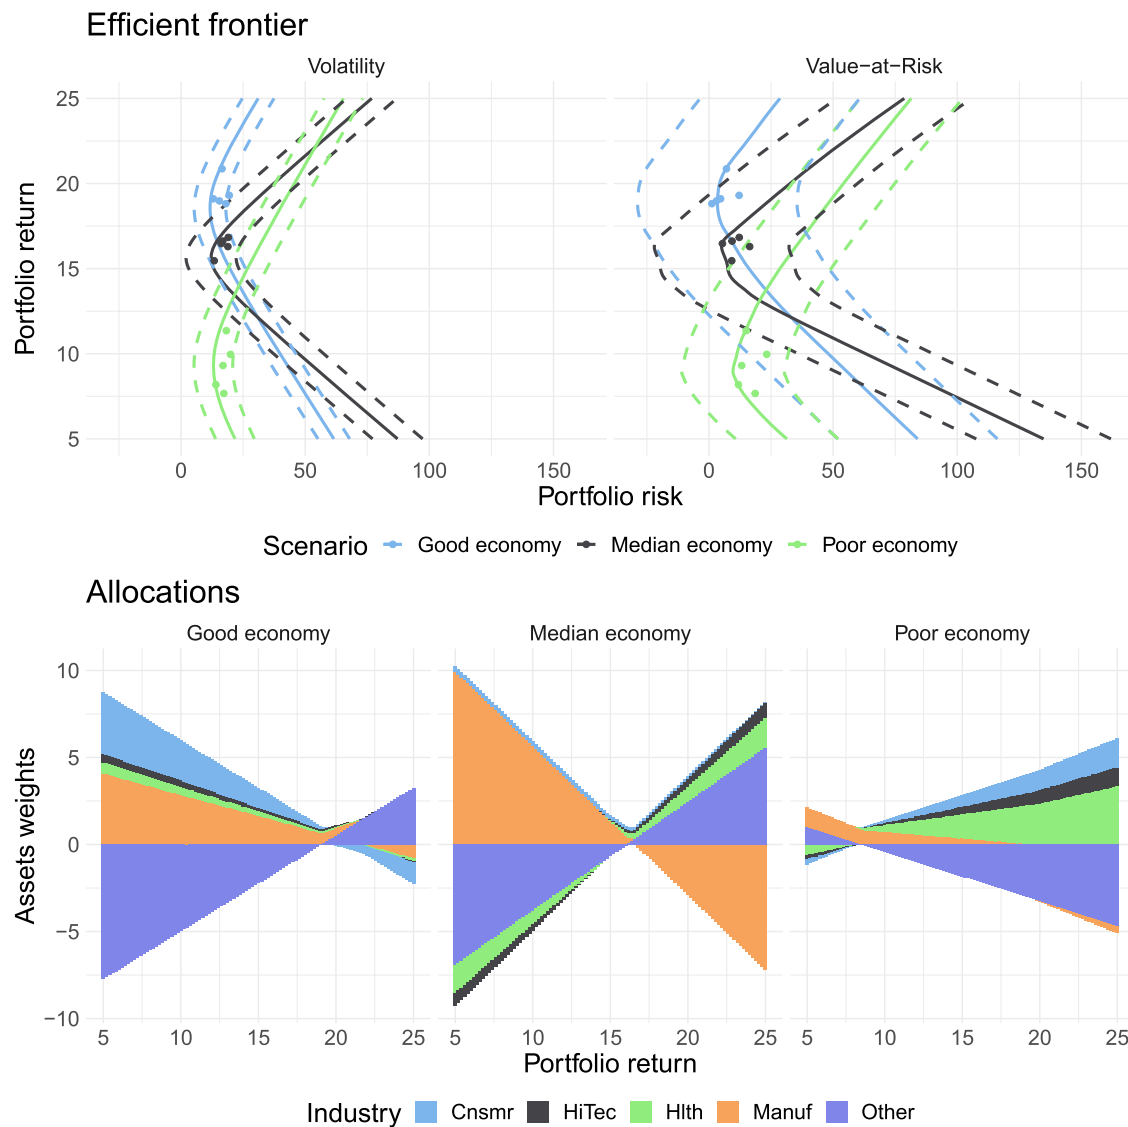 Efficient frontier
Volatility
Value−at−Risk
Portfolio return
25
20
15
10
5
0 50 100 150 0 50 100 150
Portfolio risk
Scenario Good economy Median economy Poor economy
Allocations
Good economy Median economy Poor economy
Assets weights
10
5
0
−5
−10
5 10 15 20 25 5 10 15 20 25 5 10 15 20 25
Portfolio return
Industry Cnsmr HiTec Hlth Manuf Other